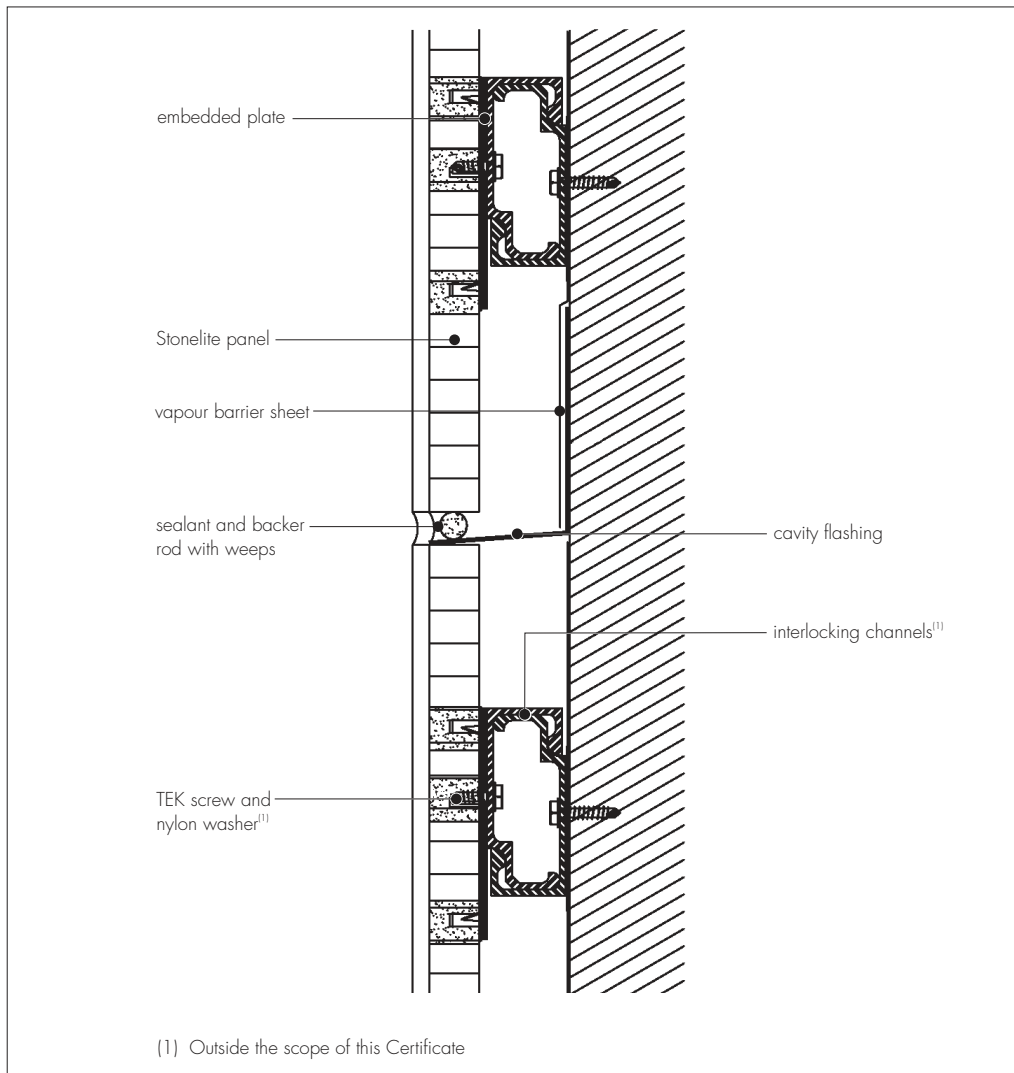 embedded plate
Stonelite panel
vapour barrier sheet
sealant and backer
rod with weeps
cavity flashing
interlocking channels(1)
TEK screw and
nylon washer(1)
(1) Outside the scope of this Certificate